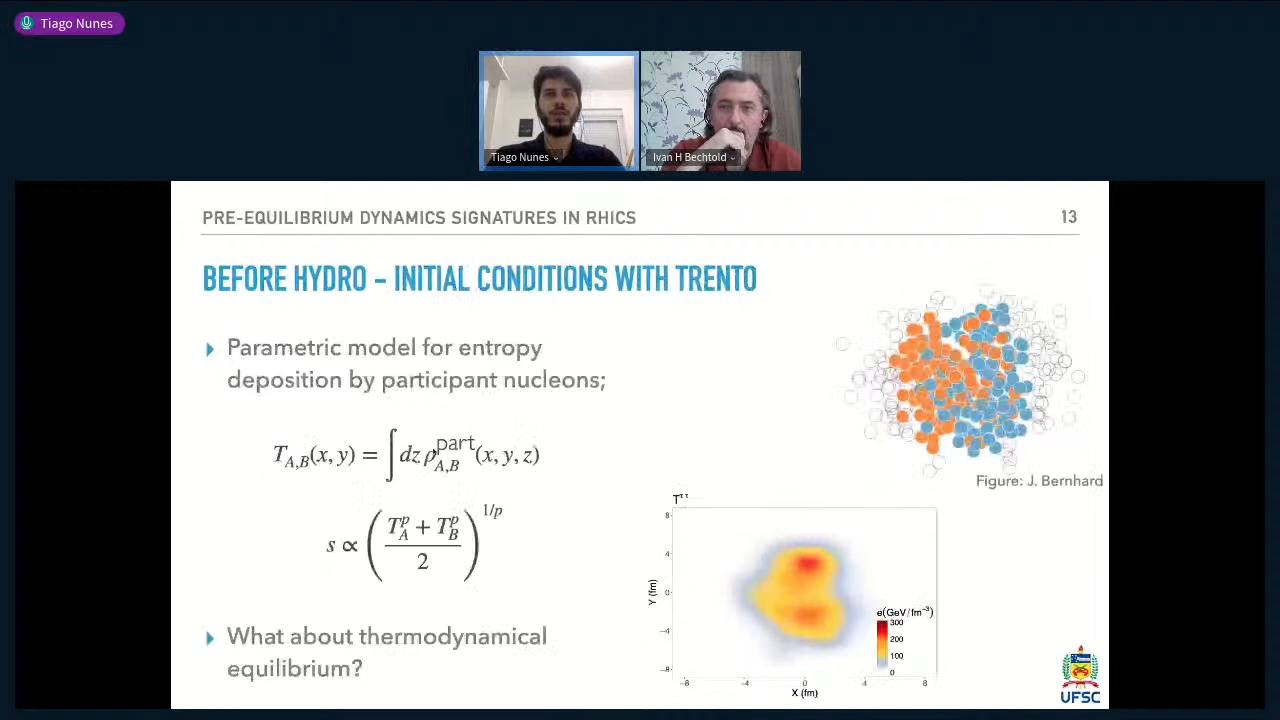 Tiago Nunes
Tiago Nunes
Ivan H Bechtold
PRE-EQUILIBRIUM DYNAMICS SIGNATURES IN RHICS
13
BEFORE HYDRO - INITIAL CONDITIONS WITH TRENTO
Parametric model for entropy
deposition by participant nucleons;
T_{A,B}(x, y) = ∫ dz ρ^{part}_{A,B}(x, y, z)
s ∝ ((T_A^p + T_B^p)/2)^{1/p}
Figure: J. Bernhard
8
4
0
−4
−8
Y (fm)
e(GeV/fm⁻³)
300
200
100
0
−8
−4
0
4
8
X (fm)
What about thermodynamical
equilibrium?
UFSC